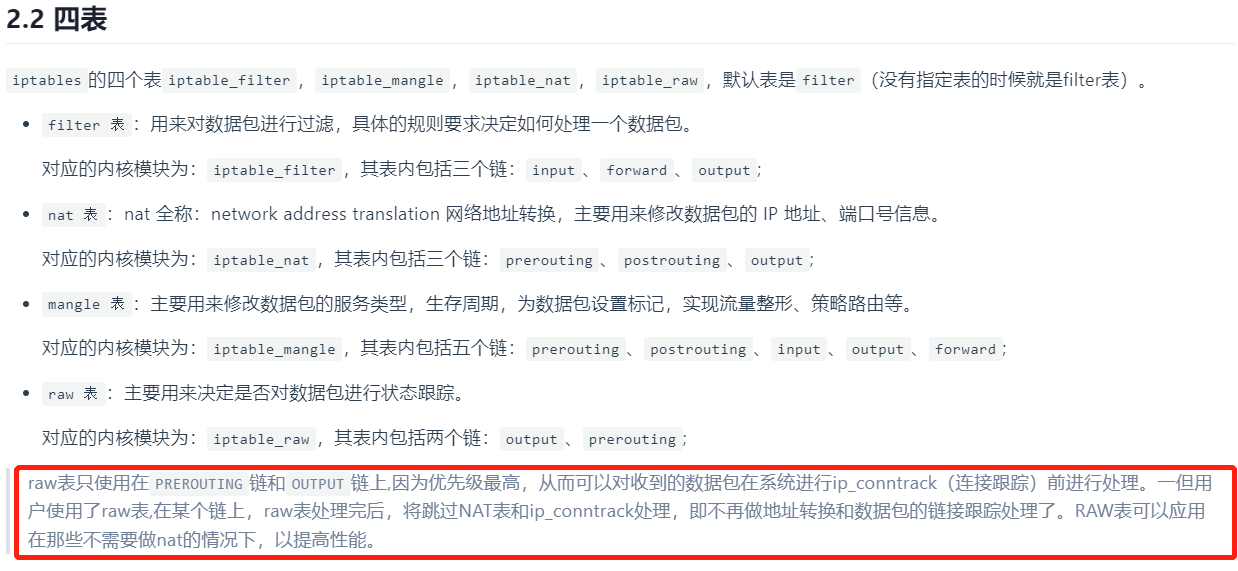 2.2 四表
iptables 的四个表 iptable_filter ，iptable_mangle ，iptable_nat ，iptable_raw ，默认表是 filter （没有指定表的时候就是filter表）。
• filter 表 ：用来对数据包进行过滤，具体的规则要求决定如何处理一个数据包。
对应的内核模块为：iptable_filter ，其表内包括三个链：input 、forward 、output ;
• nat 表 ：nat 全称：network address translation 网络地址转换，主要用来修改数据包的 IP 地址、端口号信息。
对应的内核模块为：iptable_nat ，其表内包括三个链：prerouting 、postrouting 、output ;
• mangle 表 ：主要用来修改数据包的服务类型，生存周期，为数据包设置标记，实现流量整形、策略路由等。
对应的内核模块为：iptable_mangle ，其表内包括五个链：prerouting 、postrouting 、input 、output 、forward ;
• raw 表 ：主要用来决定是否对数据包进行状态跟踪。
对应的内核模块为：iptable_raw ，其表内包括两个链：output 、prerouting ;
raw表只使用在 PREROUTING 链和 OUTPUT 链上,因为优先级最高，从而可以对收到的数据包在系统进行ip_conntrack（连接跟踪）前进行处理。一但用
户使用了raw表,在某个链上，raw表处理完后，将跳过NAT表和ip_conntrack处理，即不再做地址转换和数据包的链接跟踪处理了。RAW表可以应用
在那些不需要做nat的情况下，以提高性能。